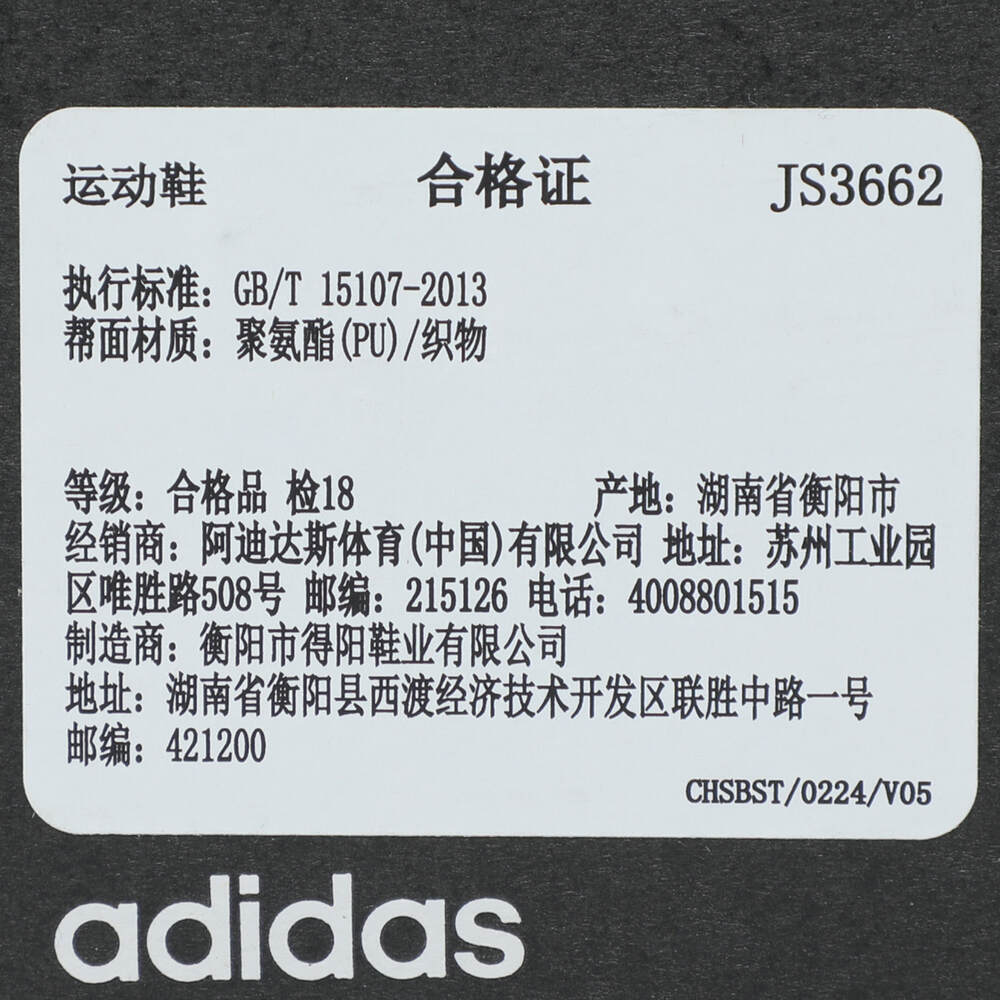 运动鞋 合格证 JS3662
执行标准：GB/T 15107-2013
帮面材质：聚氨酯(PU)/织物
等级：合格品 检18 产地：湖南省衡阳市
经销商：阿迪达斯体育(中国)有限公司 地址：苏州工业园
区唯胜路508号 邮编：215126 电话：4008801515
制造商：衡阳市得阳鞋业有限公司
地址：湖南省衡阳县西渡经济技术开发区联胜中路一号
邮编：421200
CHSBST/0224/V05
adidas